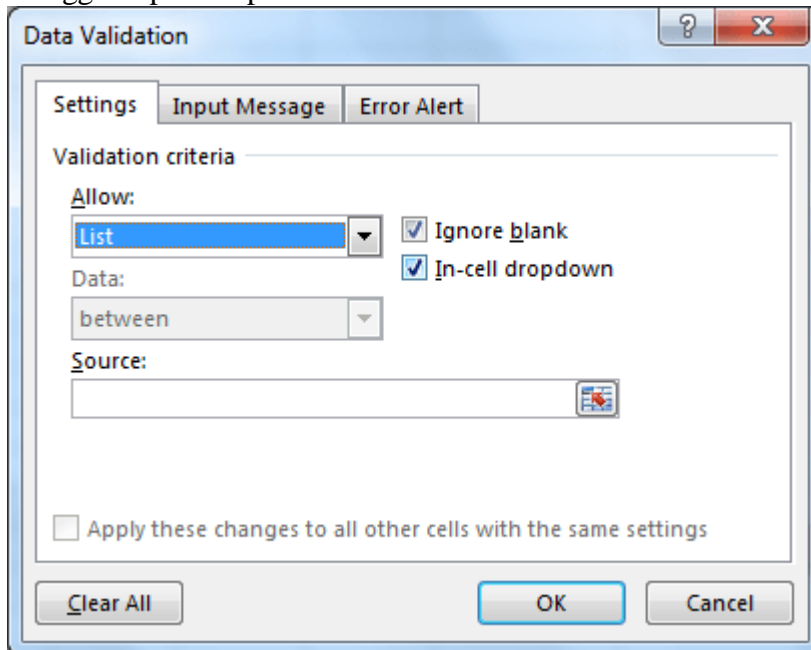 Data Validation
Settings Input Message Error Alert
Validation criteria
Allow:
List
Ignore blank
In-cell dropdown
Data:
between
Source:
Apply these changes to all other cells with the same settings
Clear All OK Cancel